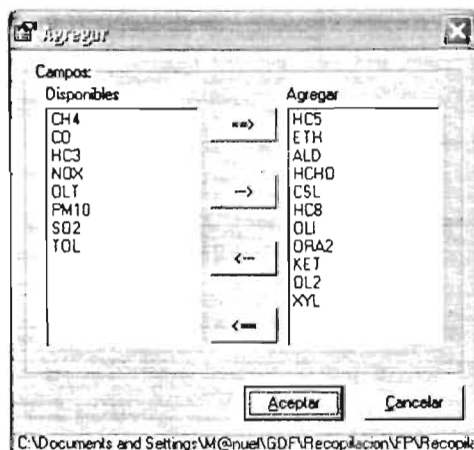 Agregar
Campos:
Disponibles
CH4
CO
HC3
NOX
OLT
PM10
SO2
TOL
==>
-->
<--
<==
Agregar
HC5
ETH
ALD
HCHO
CSL
HC8
OLI
ORA2
KET
OL2
XYL
Aceptar
Cancelar
C:\Documents and Settings\M@nuel\GDF\Recopilacion\FP\Recopila